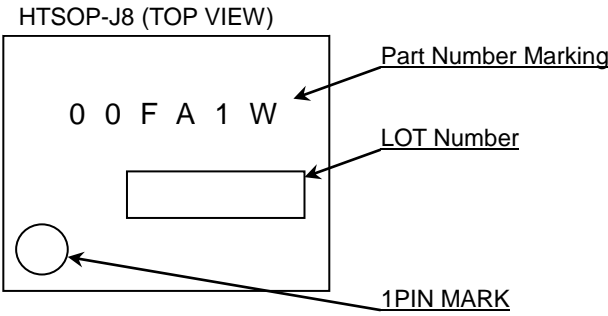 HTSOP-J8 (TOP VIEW)
Part Number Marking
0 0 F A 1 W
LOT Number
1PIN MARK